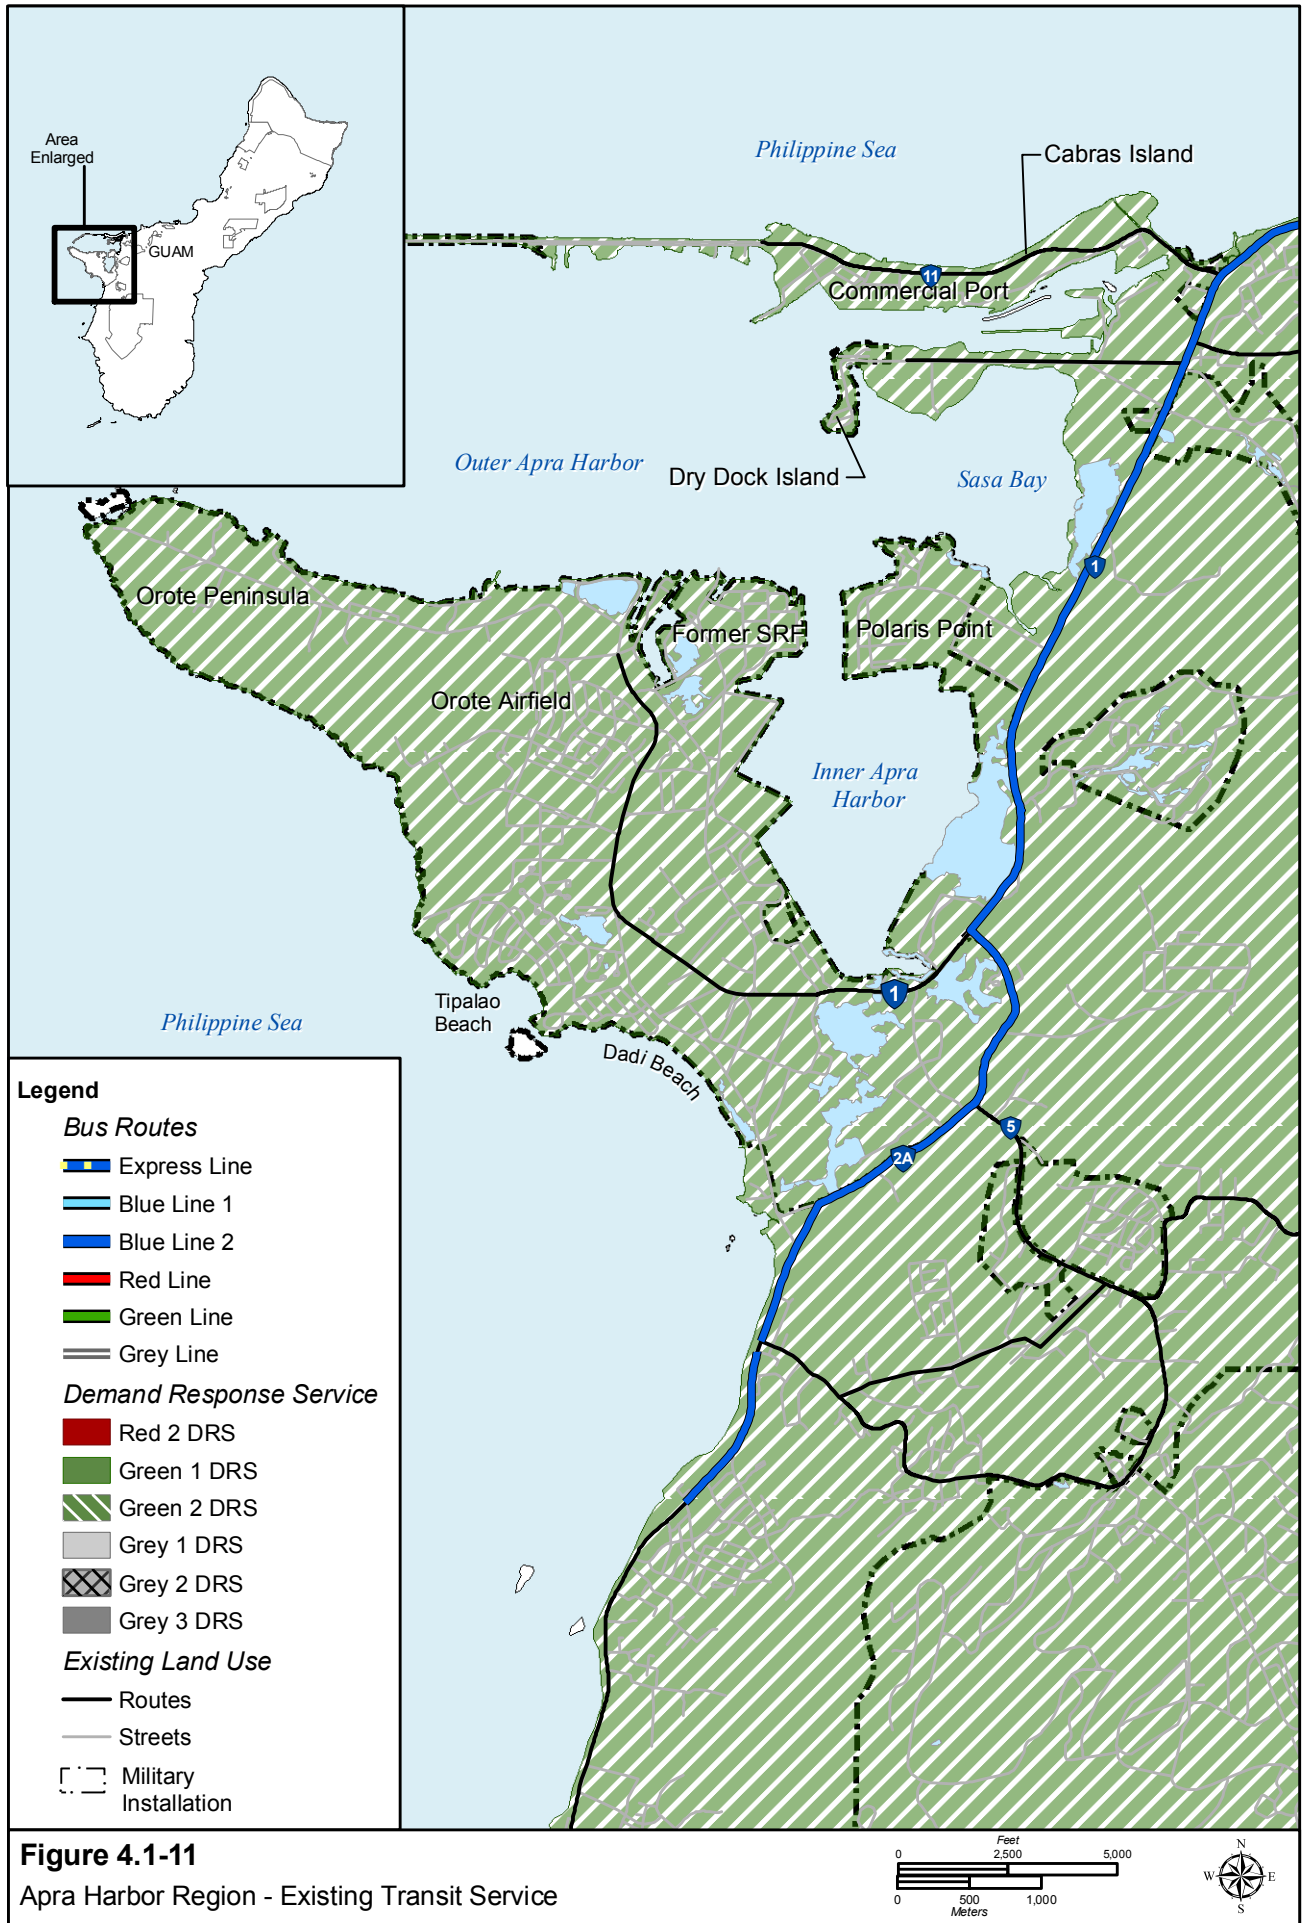 Area
Enlarged
GUAM
Philippine Sea
Cabras Island
11
Commercial Port
Outer Apra Harbor
Dry Dock Island
Sasa Bay
1
Orote Peninsula
Former SRF
Polaris Point
Orote Airfield
Inner Apra
Harbor
1
Tipalao
Beach
Philippine Sea
Dadi Beach
5
2A
Legend
Bus Routes
Express Line
Blue Line 1
Blue Line 2
Red Line
Green Line
Grey Line
Demand Response Service
Red 2 DRS
Green 1 DRS
Green 2 DRS
Grey 1 DRS
Grey 2 DRS
Grey 3 DRS
Existing Land Use
Routes
Streets
Military
Installation
Figure 4.1-11
Apra Harbor Region - Existing Transit Service
Feet
0 2,500 5,000
0 500 1,000
Meters
N
W E
S